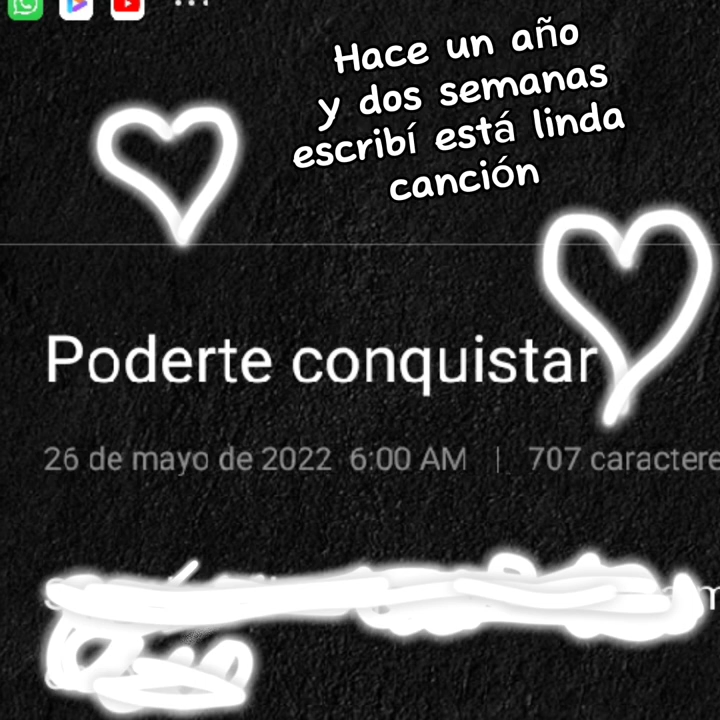 Hace un año
y dos semanas
escribí está linda
canción
Poderte conquistar
26 de mayo de 2022 6:00 AM | 707 caractere